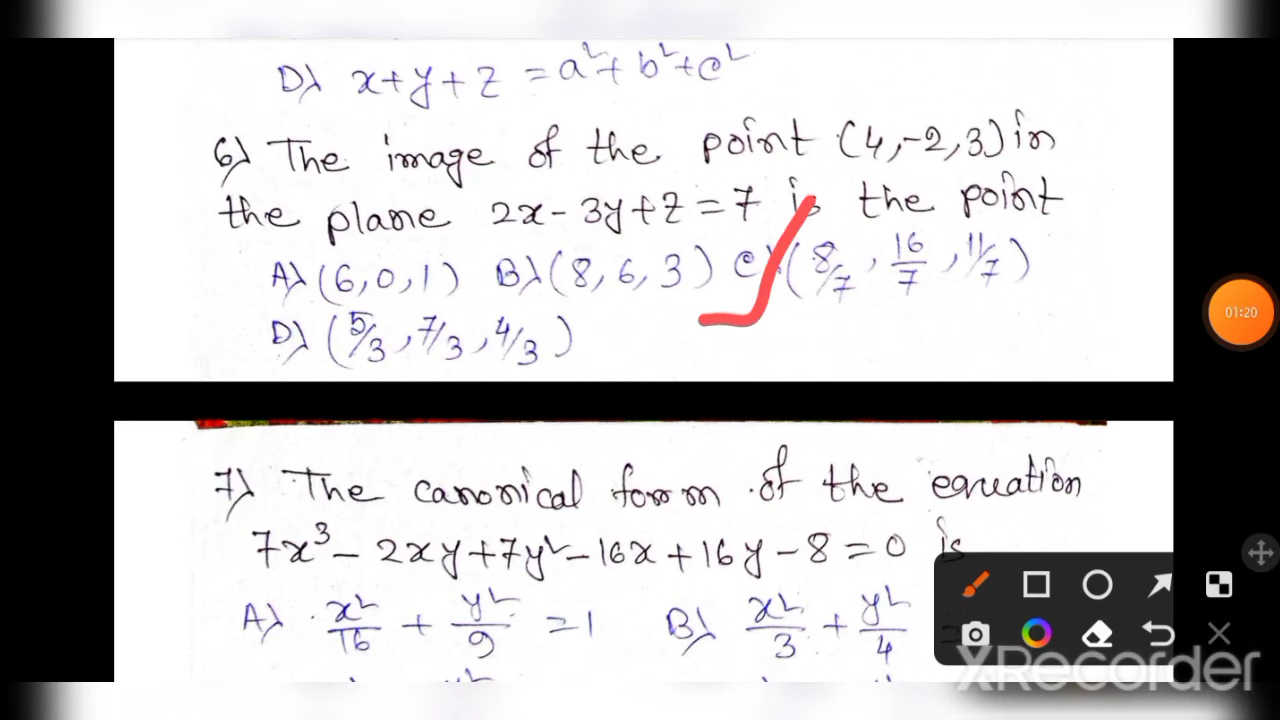 D) x+y+z = a²+b²+c²
6) The image of the point (4,-2,3) in
the plane 2x-3y+z=7 is the point
A) (6,0,1) B) (8,6,3) C) (8/7, 16/7, 11/7)
D) (5/3, 7/3, 4/3)
01:20
7) The canonical form of the equation
7x³-2xy+7y²-16x+16y-8=0 is
A) x²/16 + y²/9 =1 B) x²/3 + y²/4
XRecorder